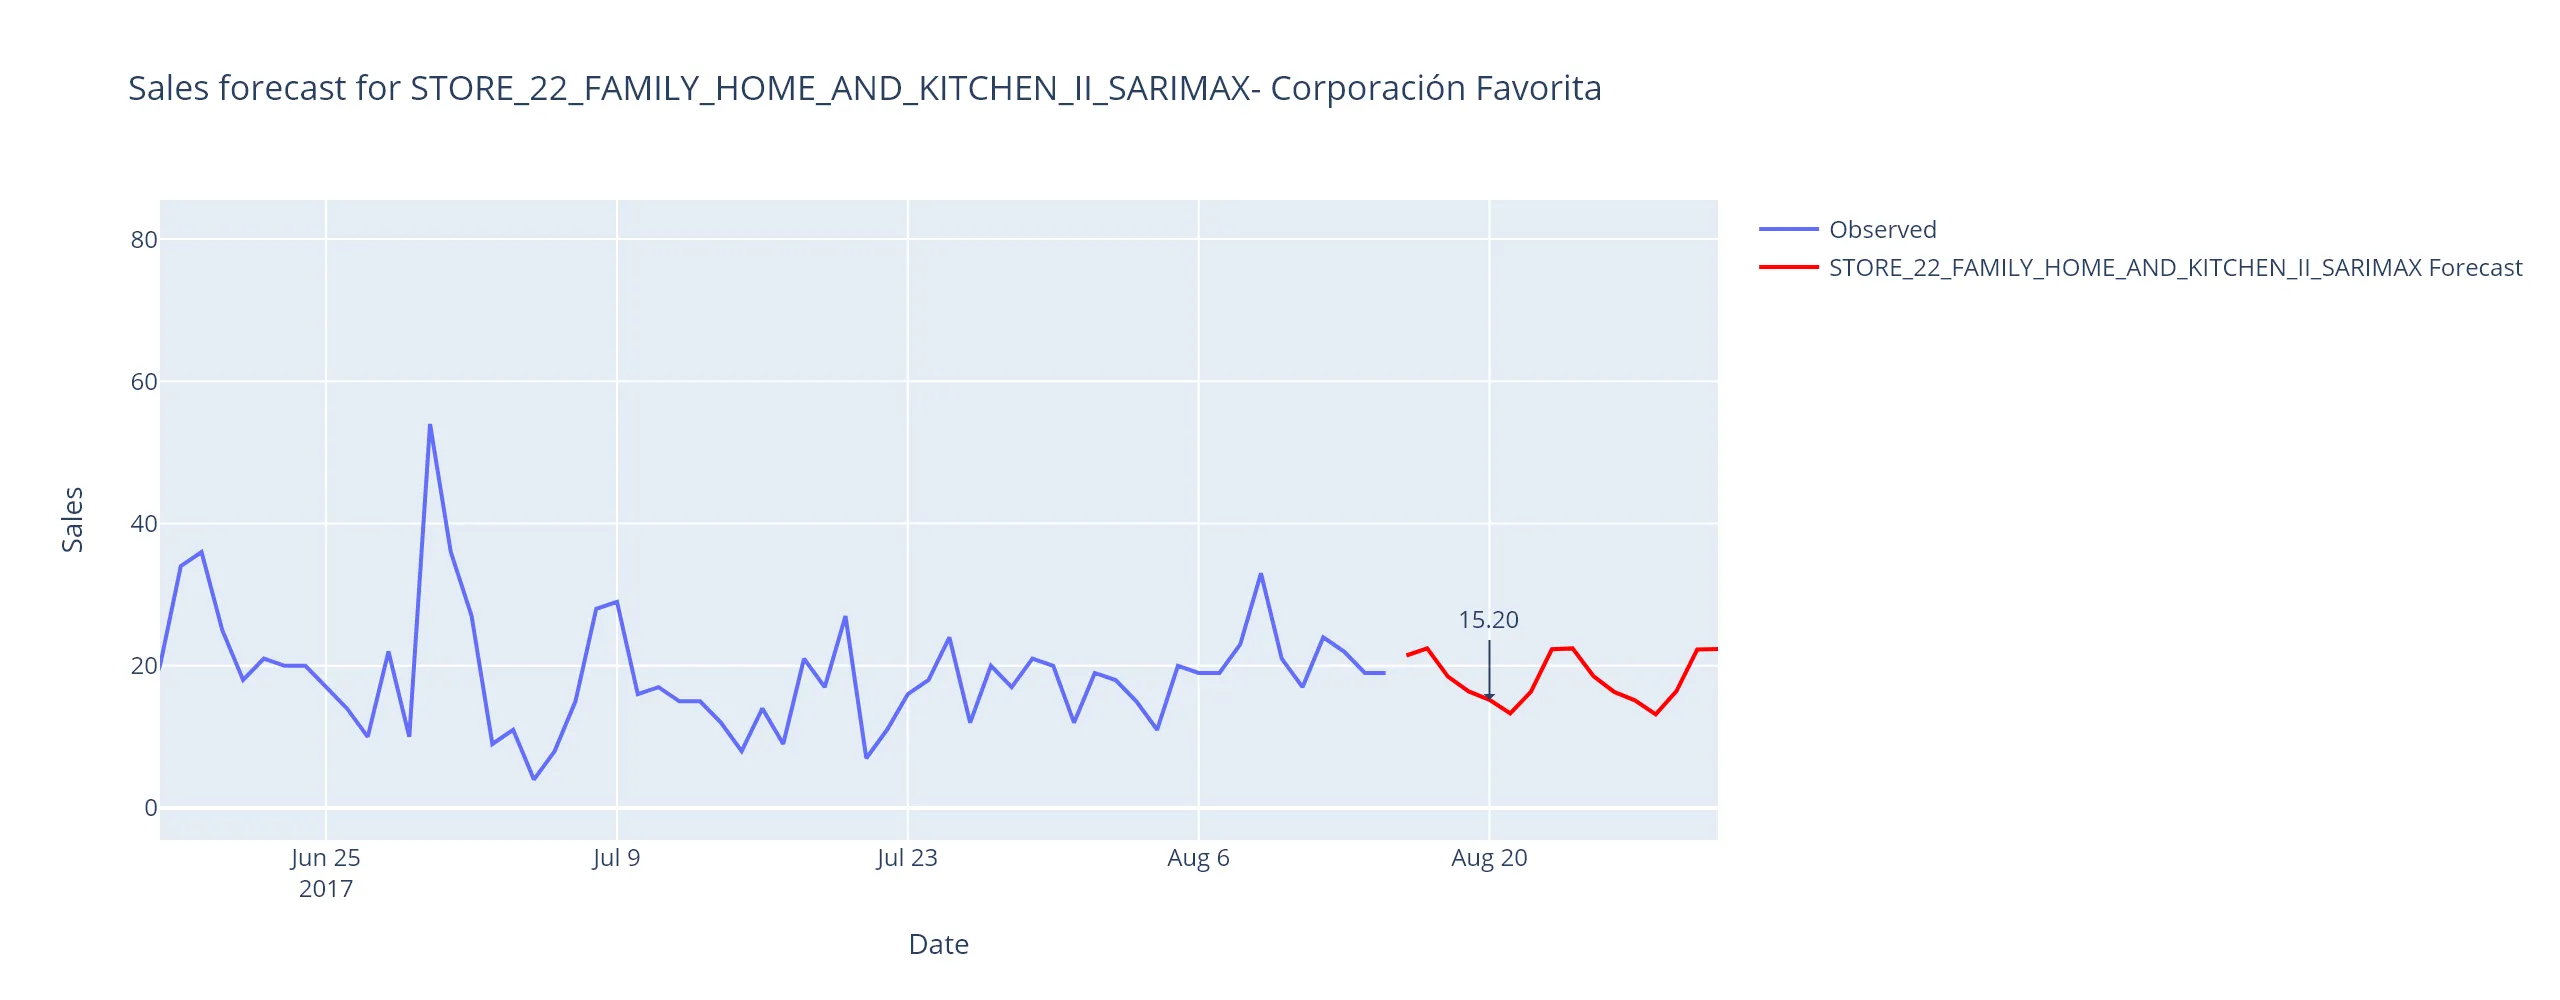 Sales forecast for STORE_22_FAMILY_HOME_AND_KITCHEN_II_SARIMAX- Corporación Favorita
Observed
STORE_22_FAMILY_HOME_AND_KITCHEN_II_SARIMAX Forecast
80
60
40
20
0
Sales
15.20
Jun 25
2017
Jul 9
Jul 23
Aug 6
Aug 20
Date